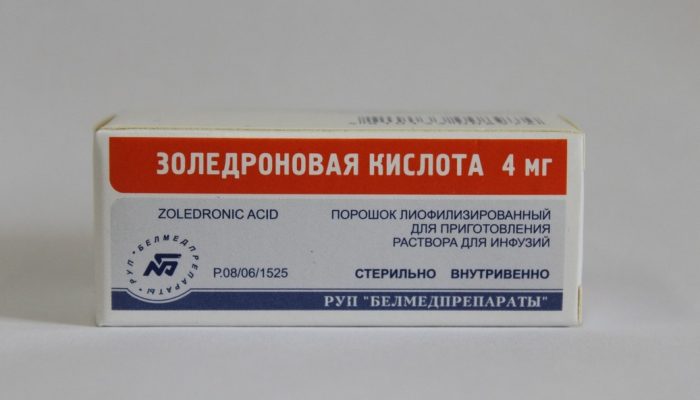 ЗОЛЕДРОНОВАЯ КИСЛОТА 4 мг
ZOLEDRONIC ACID
ПОРОШОК ЛИОФИЛИЗИРОВАННЫЙ
ДЛЯ ПРИГОТОВЛЕНИЯ
РАСТВОРА ДЛЯ ИНФУЗИЙ
РУП · БЕЛМЕДПРЕПАРАТЫ ·
P.08/06/1525
СТЕРИЛЬНО ВНУТРИВЕННО
РУП "БЕЛМЕДПРЕПАРАТЫ"